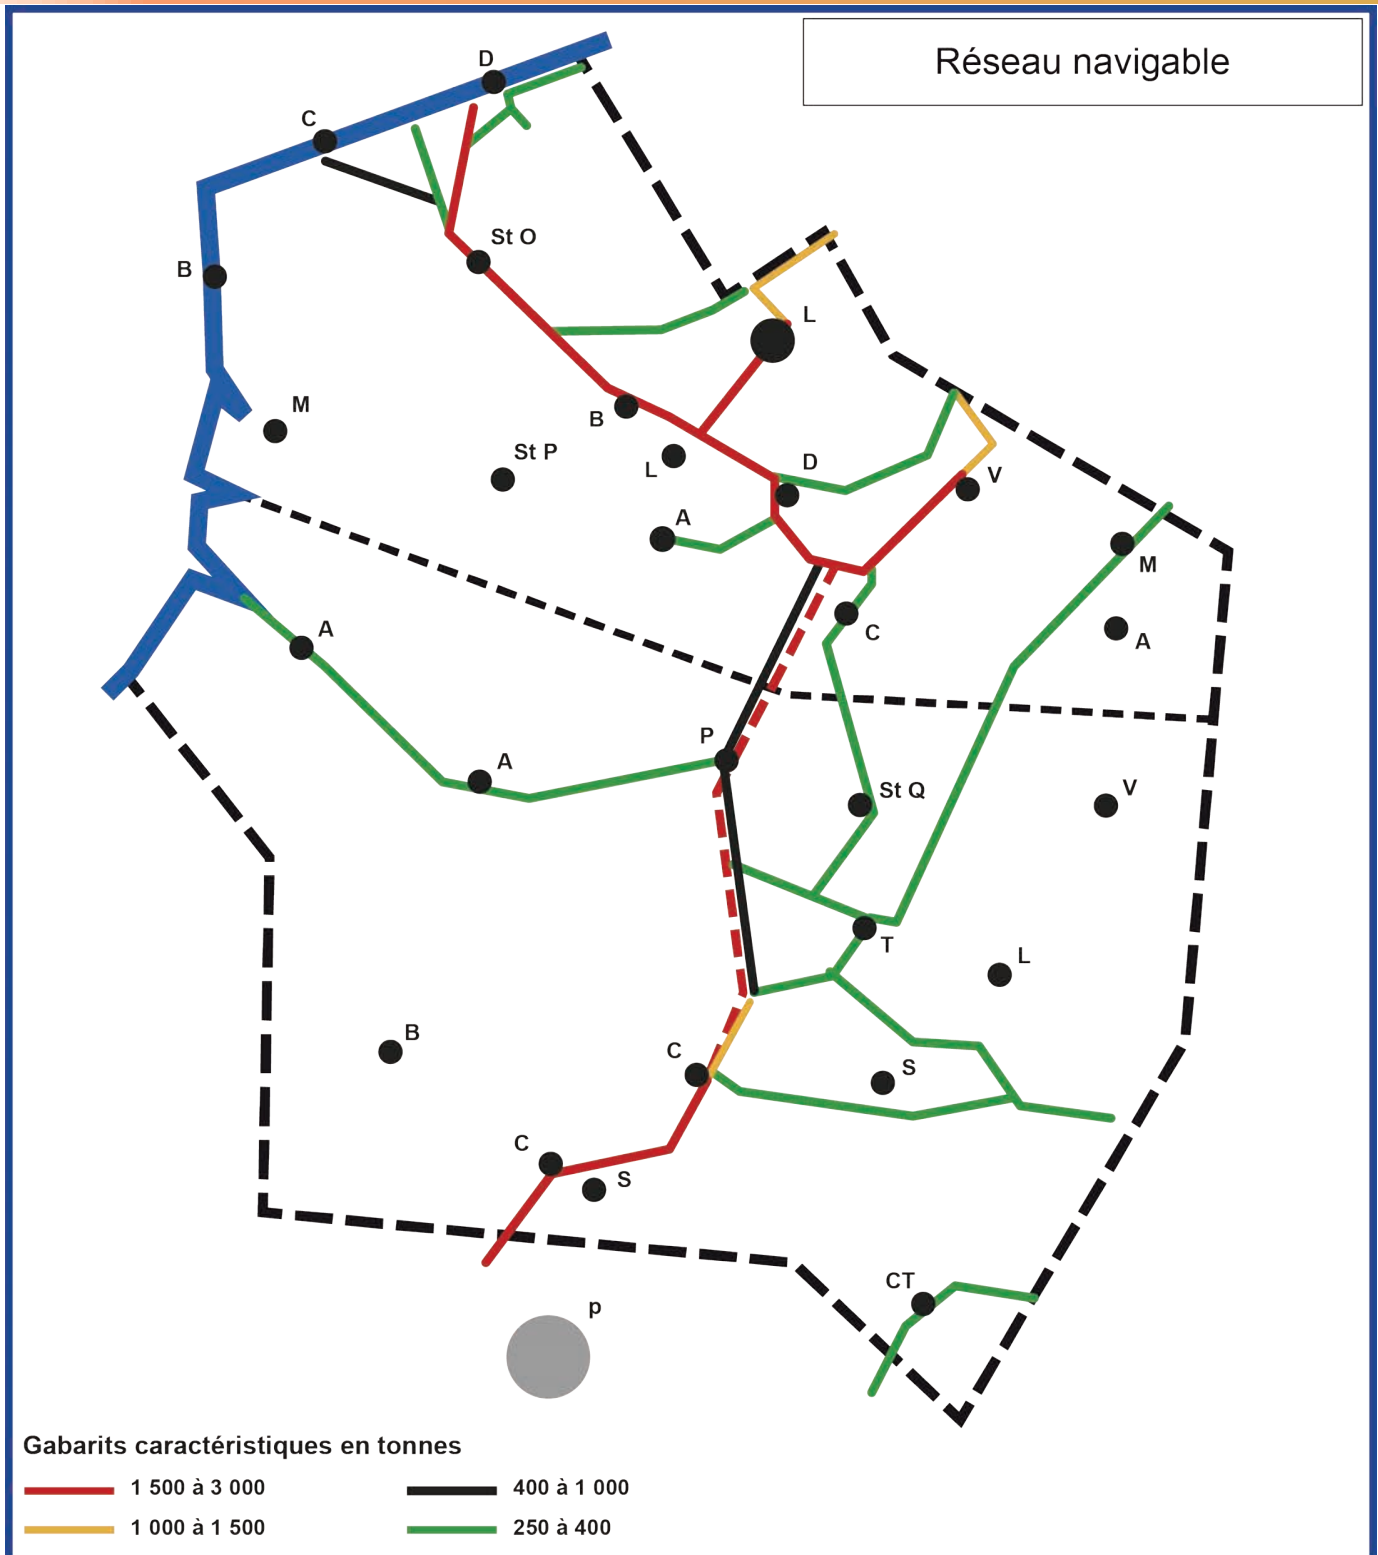 Réseau navigable
D
C
St O
B
L
M
B
St P
L
D
V
A
M
C
A
A
P
A
St Q
V
T
L
B
C
S
C
S
CT
p
Gabarits caractéristiques en tonnes
1 500 à 3 000
400 à 1 000
1 000 à 1 500
250 à 400